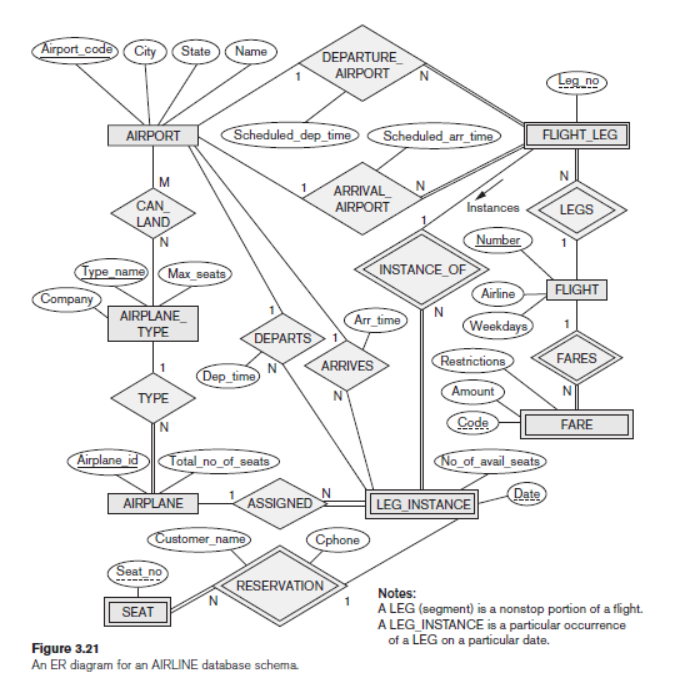 Airport_code City State Name
DEPARTURE_
AIRPORT
1 N
Leg_no
Scheduled_dep_time Scheduled_arr_time
AIRPORT FLIGHT_LEG
M 1 ARRIVAL_ N Instances N
AIRPORT
CAN_
LAND
1 LEGS
N
Number
1
INSTANCE_OF
Type_name Max_seats
Company
Airline FLIGHT
AIRPLANE_
TYPE
1 Arr_time N Weekdays 1
DEPARTS 1
Restrictions FARES
1 ARRIVES
Dep_time N
TYPE N
Amount N
N Code FARE
Airplane_id Total_no_of_seats No_of_avail_seats
AIRPLANE 1 ASSIGNED N LEG_INSTANCE Date
Customer_name Cphone
Seat_no RESERVATION
SEAT N 1
Notes:
A LEG (segment) is a nonstop portion of a flight.
A LEG_INSTANCE is a particular occurrence
of a LEG on a particular date.
Figure 3.21
An ER diagram for an AIRLINE database schema.